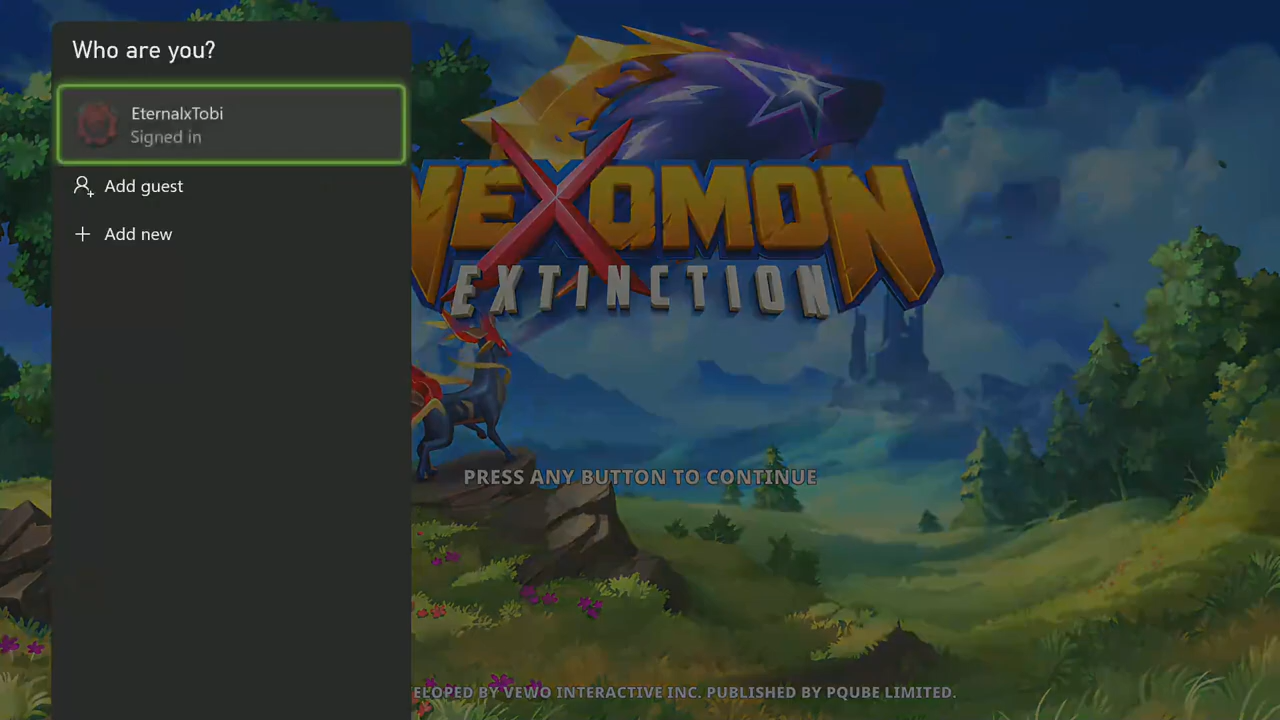 Who are you?
EternalxTobi
Signed in
Add guest
Add new
NEXOMON
EXTINCTION
PRESS ANY BUTTON TO CONTINUE
ELOPED BY VEWO INTERACTIVE INC. PUBLISHED BY PQUBE LIMITED.